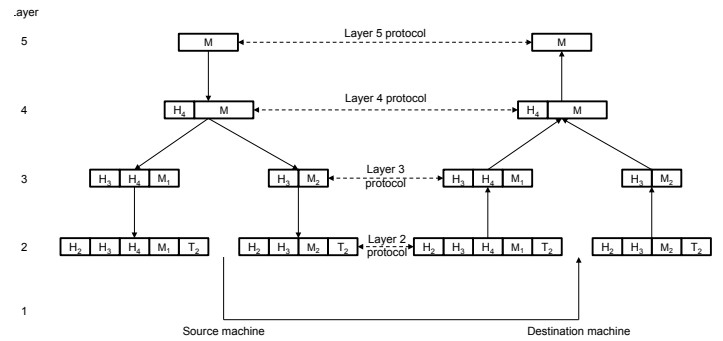 .ayer
5 M Layer 5 protocol M
4 H4 M Layer 4 protocol H4 M
3 H3 H4 M1 H3 M2 Layer 3 protocol H3 H4 M1 H3 M2
2 H2 H3 H4 M1 T2 H2 H3 M2 T2 Layer 2 protocol H2 H3 H4 M1 T2 H2 H3 M2 T2
1
Source machine Destination machine